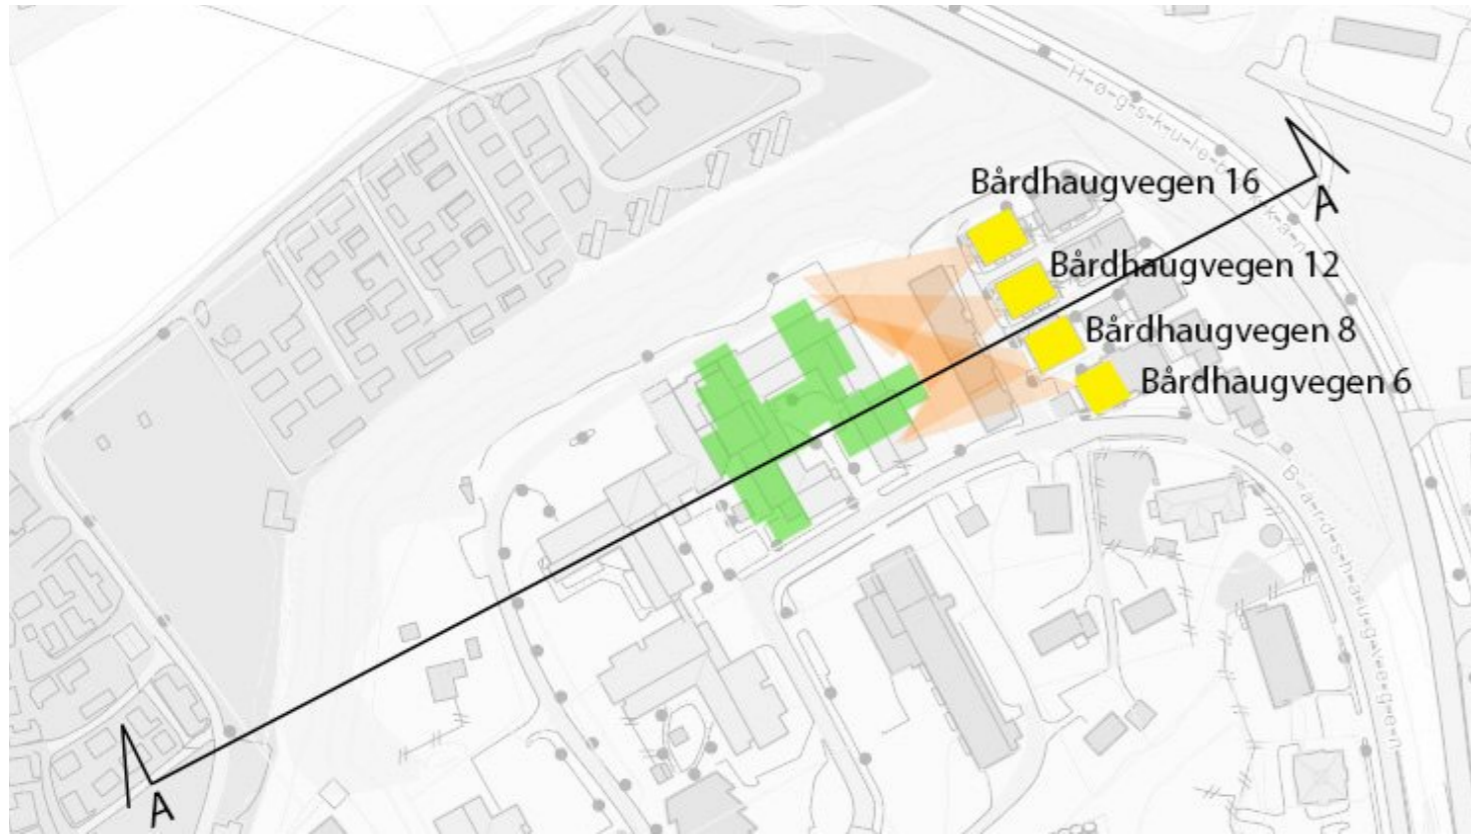 H-ø-g-s-k-u-l-e-b-a-k-k-a-n
Bårdhaugvegen 16
A
Bårdhaugvegen 12
Bårdhaugvegen 8
Bårdhaugvegen 6
B-a-r-d-s-h-a-u-g-v-e-g-e-n
A